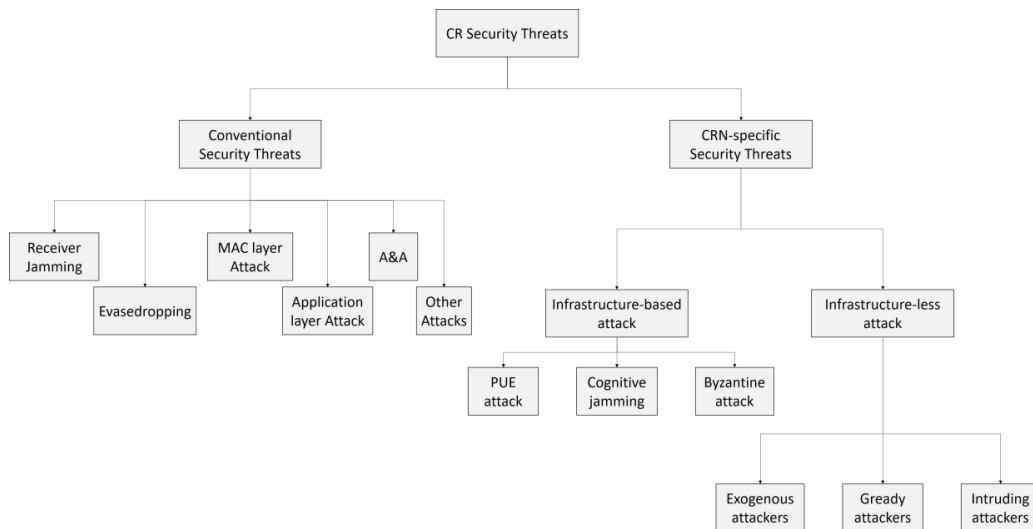 CR Security Threats
Conventional
Security Threats
CRN-specific
Security Threats
Receiver
Jamming
MAC layer
Attack
A&A
Evasedropping
Application
layer Attack
Other
Attacks
Infrastructure-based
attack
Infrastructure-less
attack
PUE
attack
Cognitive
jamming
Byzantine
attack
Exogenous
attackers
Gready
attackers
Intruding
attackers